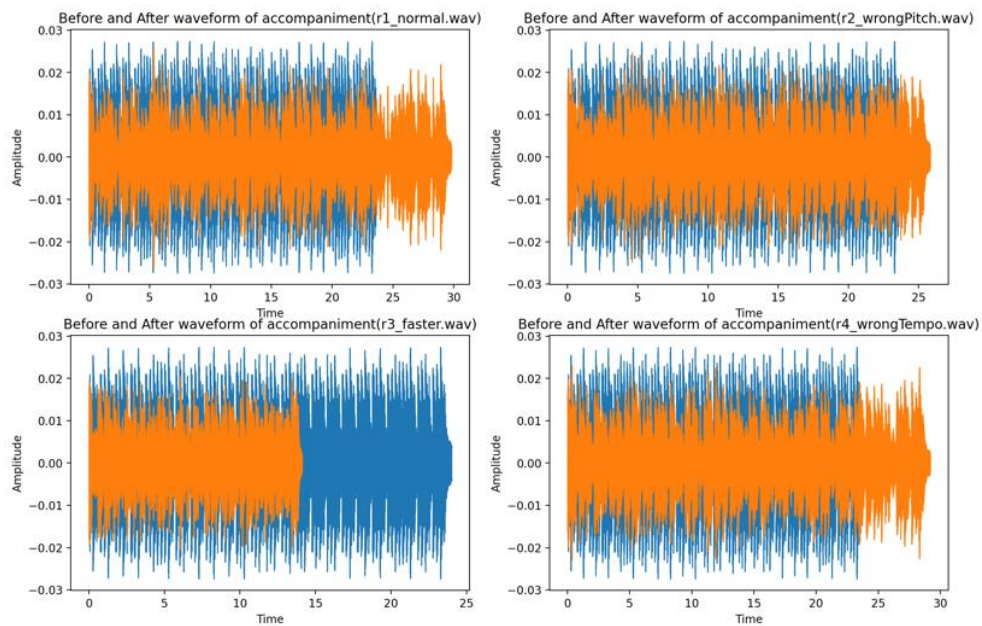 Before and After waveform of accompaniment(r1_normal.wav)
0.03
0.02
0.01
0.00
−0.01
−0.02
−0.03
Amplitude
0 5 10 15 20 25 30
Time
Before and After waveform of accompaniment(r2_wrongPitch.wav)
0.03
0.02
0.01
0.00
−0.01
−0.02
−0.03
Amplitude
0 5 10 15 20 25
Time
Before and After waveform of accompaniment(r3_faster.wav)
0.03
0.02
0.01
0.00
−0.01
−0.02
−0.03
Amplitude
0 5 10 15 20 25
Time
Before and After waveform of accompaniment(r4_wrongTempo.wav)
0.03
0.02
0.01
0.00
−0.01
−0.02
−0.03
Amplitude
0 5 10 15 20 25 30
Time